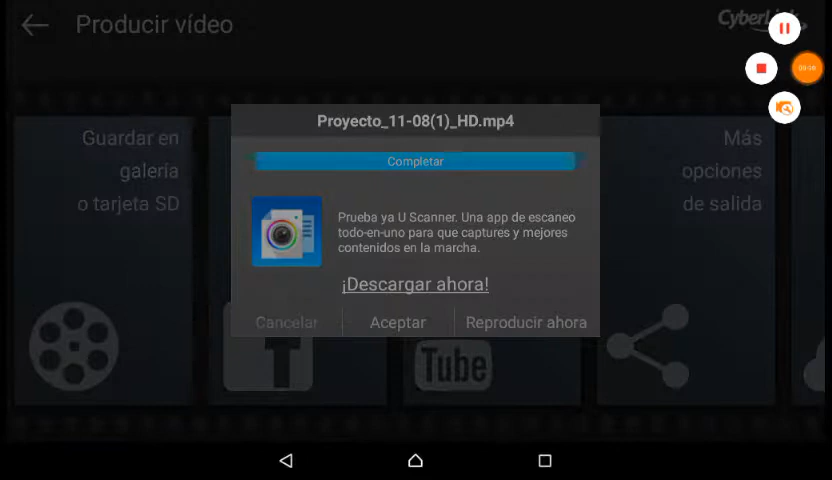 Producir vídeo
CyberLink
Proyecto_11-08(1)_HD.mp4
Completar
Guardar en
galería
o tarjeta SD
Más
opciones
de salida
Prueba ya U Scanner. Una app de escaneo
todo-en-uno para que captures y mejores
contenidos en la marcha.
¡Descargar ahora!
Cancelar
Aceptar
Reproducir ahora
Tube